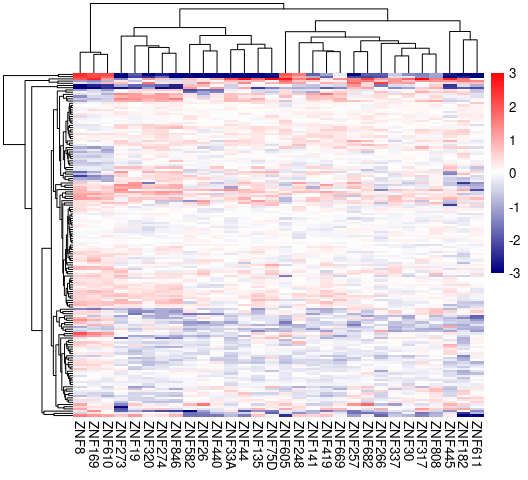 3
2
1
0
-1
-2
-3
ZNF8
ZNF169
ZNF610
ZNF273
ZNF19
ZNF320
ZNF274
ZNF846
ZNF582
ZNF26
ZNF440
ZNF33A
ZNF44
ZNF135
ZNF75D
ZNF605
ZNF248
ZNF141
ZNF419
ZNF669
ZNF257
ZNF682
ZNF266
ZNF337
ZNF30
ZNF317
ZNF808
ZNF445
ZNF182
ZNF611